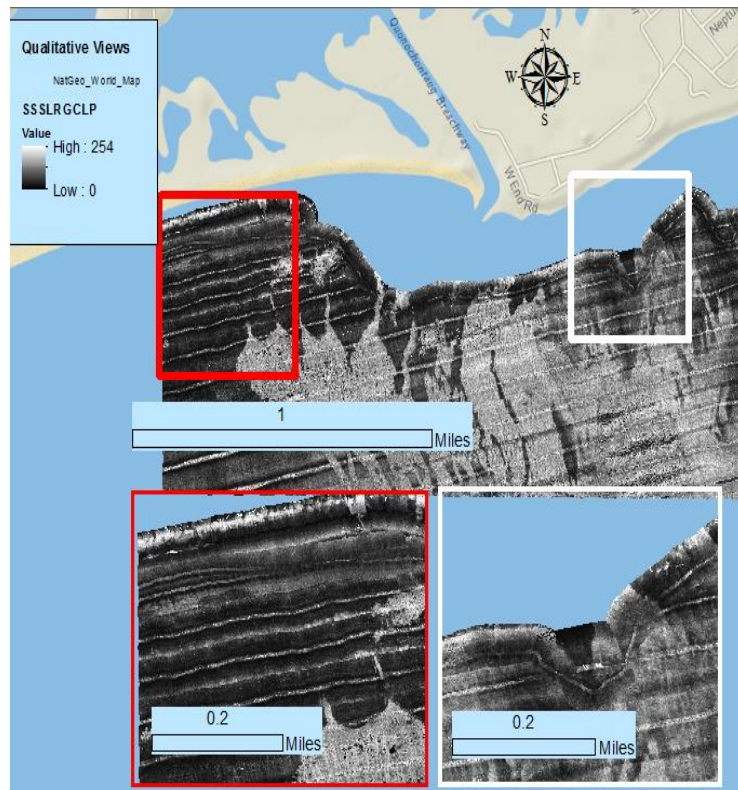 Qualitative Views
NatGeo_World_Map
SSSLRGCLP
Value
High : 254
Low : 0
Quonochontaug Breachway
N
W E
S
W End Rd
Neptu
1
Miles
0.2
Miles
0.2
Miles